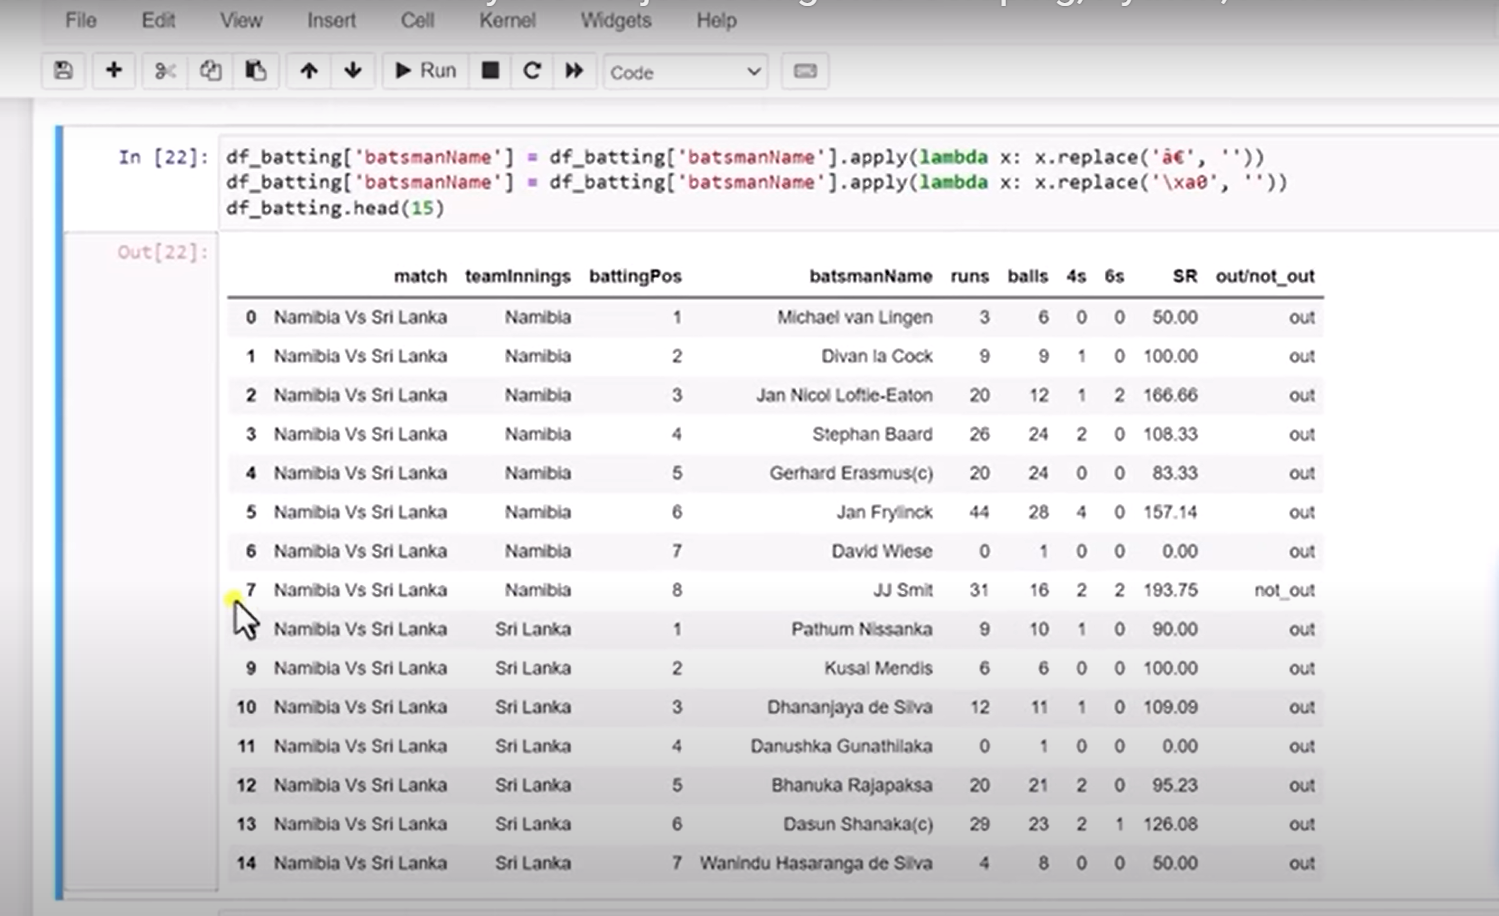 File Edit View Insert Cell Kernel Widgets Help
Run Code
In [22]: df_batting['batsmanName'] = df_batting['batsmanName'].apply(lambda x: x.replace('â€', ''))
df_batting['batsmanName'] = df_batting['batsmanName'].apply(lambda x: x.replace('\xa0', ''))
df_batting.head(15)
Out[22]:
match teamInnings battingPos batsmanName runs balls 4s 6s SR out/not_out
0 Namibia Vs Sri Lanka Namibia 1 Michael van Lingen 3 6 0 0 50.00 out
1 Namibia Vs Sri Lanka Namibia 2 Divan la Cock 9 9 1 0 100.00 out
2 Namibia Vs Sri Lanka Namibia 3 Jan Nicol Loftie-Eaton 20 12 1 2 166.66 out
3 Namibia Vs Sri Lanka Namibia 4 Stephan Baard 26 24 2 0 108.33 out
4 Namibia Vs Sri Lanka Namibia 5 Gerhard Erasmus(c) 20 24 0 0 83.33 out
5 Namibia Vs Sri Lanka Namibia 6 Jan Frylinck 44 28 4 0 157.14 out
6 Namibia Vs Sri Lanka Namibia 7 David Wiese 0 1 0 0 0.00 out
7 Namibia Vs Sri Lanka Namibia 8 JJ Smit 31 16 2 2 193.75 not_out
Namibia Vs Sri Lanka Sri Lanka 1 Pathum Nissanka 9 10 1 0 90.00 out
9 Namibia Vs Sri Lanka Sri Lanka 2 Kusal Mendis 6 6 0 0 100.00 out
10 Namibia Vs Sri Lanka Sri Lanka 3 Dhananjaya de Silva 12 11 1 0 109.09 out
11 Namibia Vs Sri Lanka Sri Lanka 4 Danushka Gunathilaka 0 1 0 0 0.00 out
12 Namibia Vs Sri Lanka Sri Lanka 5 Bhanuka Rajapaksa 20 21 2 0 95.23 out
13 Namibia Vs Sri Lanka Sri Lanka 6 Dasun Shanaka(c) 29 23 2 1 126.08 out
14 Namibia Vs Sri Lanka Sri Lanka 7 Wanindu Hasaranga de Silva 4 8 0 0 50.00 out